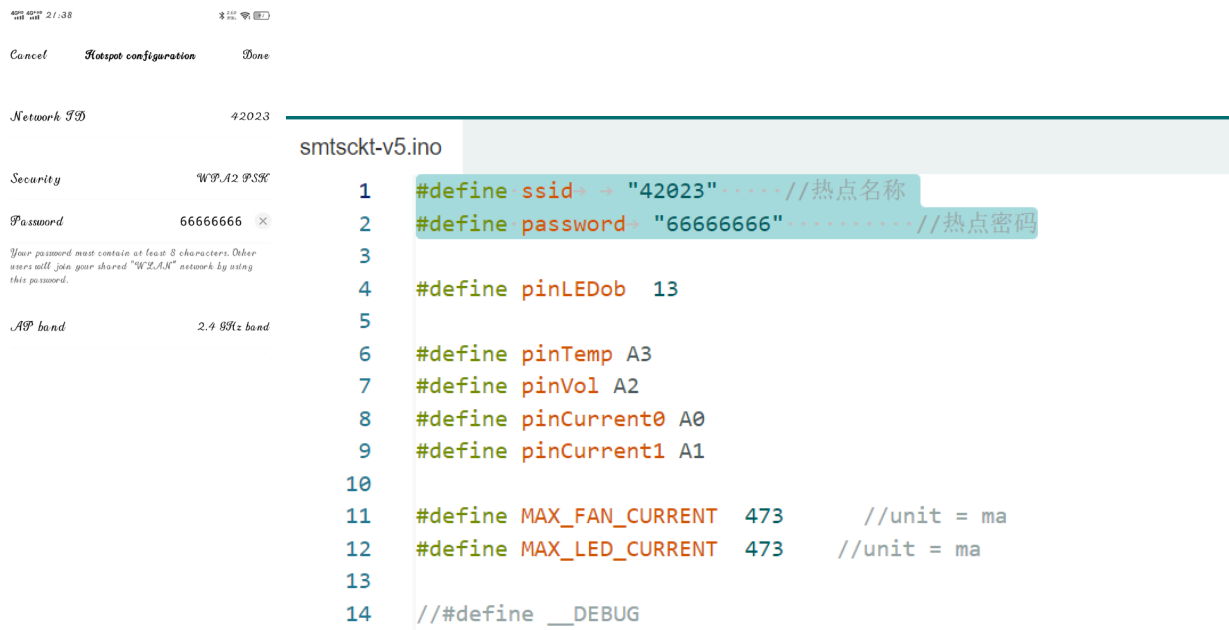 21:38
Cancel Hotspot configuration Done
Network ID 42023
Security WPA2 PSK
Password 66666666
Your password must contain at least 8 characters. Other
users will join your shared "WLAN" network by using
this password.
AP band 2.4 GHz band
smtsckt-v5.ino
1 #define ssid "42023" //热点名称
2 #define password "66666666" //热点密码
3
4 #define pinLEDob 13
5
6 #define pinTemp A3
7 #define pinVol A2
8 #define pinCurrent0 A0
9 #define pinCurrent1 A1
10
11 #define MAX_FAN_CURRENT 473 //unit = ma
12 #define MAX_LED_CURRENT 473 //unit = ma
13
14 //#define __DEBUG